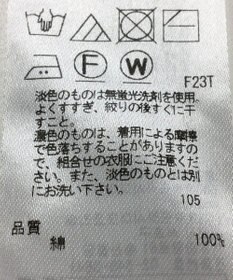 F W
F23T
淡色のものは無蛍光洗剤を使用
よくすすぎ、絞りの後すぐに干
すこと。
濃色のものは、着用による摩擦
で色落ちすることがありますの
で、組合せの衣服にご注意くだ
さい。また、淡色のものとは別
にお洗い下さい。
105
品質
綿 100%